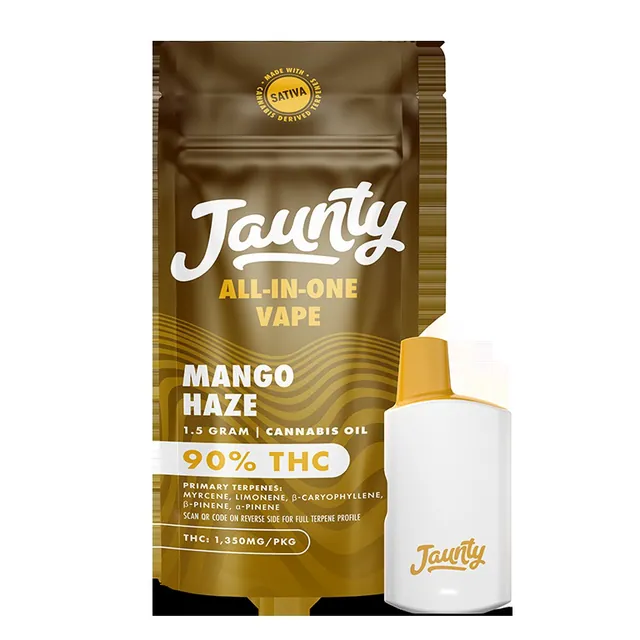 MADE WITH •
SATIVA
CANNABIS DERIVED TERPENES •
Jaunty
ALL-IN-ONE
VAPE
MANGO
HAZE
1.5 GRAM | CANNABIS OIL
90% THC
PRIMARY TERPENES:
MYRCENE, LIMONENE, β-CARYOPHYLLENE,
β-PINENE, α-PINENE
SCAN QR CODE ON REVERSE SIDE FOR FULL TERPENE PROFILE
THC: 1,350MG/PKG
Jaunty